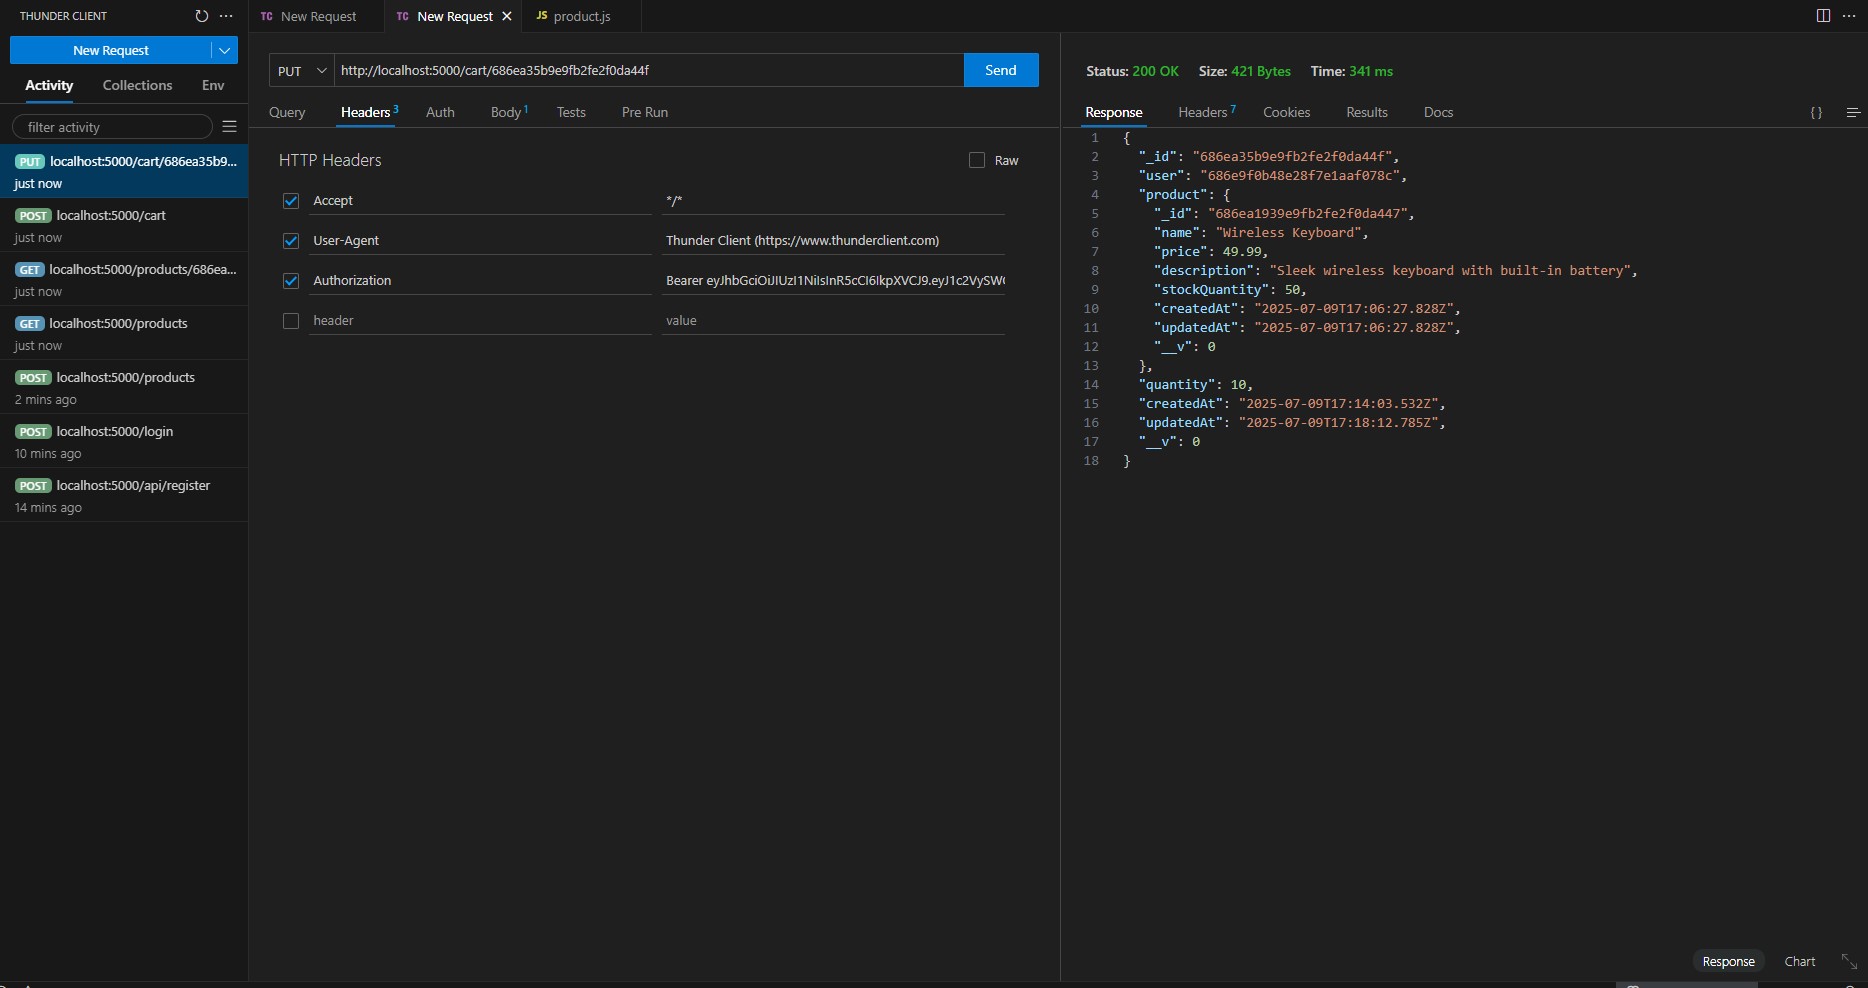 THUNDER CLIENT
New Request
Activity Collections Env
filter activity
PUT localhost:5000/cart/686ea35b9...
just now
POST localhost:5000/cart
just now
GET localhost:5000/products/686ea...
just now
GET localhost:5000/products
just now
POST localhost:5000/products
2 mins ago
POST localhost:5000/login
10 mins ago
POST localhost:5000/api/register
14 mins ago
TC New Request TC New Request JS product.js
PUT http://localhost:5000/cart/686ea35b9e9fb2fe2f0da44f Send
Query Headers 3 Auth Body 1 Tests Pre Run
HTTP Headers Raw
Accept */*
User-Agent Thunder Client (https://www.thunderclient.com)
Authorization Bearer eyJhbGciOiJIUzI1NiIsInR5cCI6IkpXVCJ9.eyJ1c2VySW
header value
Status: 200 OK Size: 421 Bytes Time: 341 ms
Response Headers 7 Cookies Results Docs {}
1 {
2 "_id": "686ea35b9e9fb2fe2f0da44f",
3 "user": "686e9f0b48e28f7e1aaf078c",
4 "product": {
5 "_id": "686ea1939e9fb2fe2f0da447",
6 "name": "Wireless Keyboard",
7 "price": 49.99,
8 "description": "Sleek wireless keyboard with built-in battery",
9 "stockQuantity": 50,
10 "createdAt": "2025-07-09T17:06:27.828Z",
11 "updatedAt": "2025-07-09T17:06:27.828Z",
12 "__v": 0
13 },
14 "quantity": 10,
15 "createdAt": "2025-07-09T17:14:03.532Z",
16 "updatedAt": "2025-07-09T17:18:12.785Z",
17 "__v": 0
18 }
Response Chart